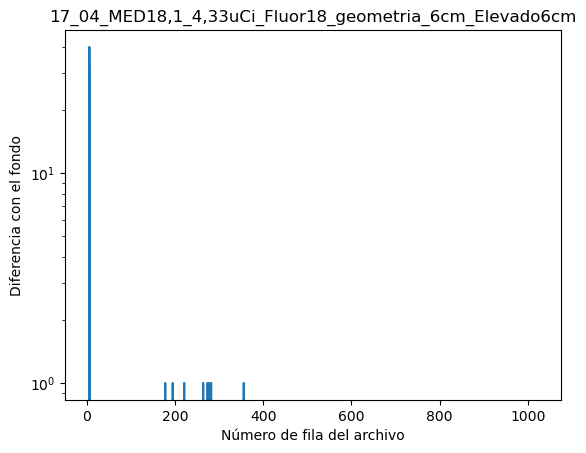 17_04_MED18,1_4,33uCi_Fluor18_geometria_6cm_Elevado6cm
Diferencia con el fondo
10¹
10⁰
0 200 400 600 800 1000
Número de fila del archivo